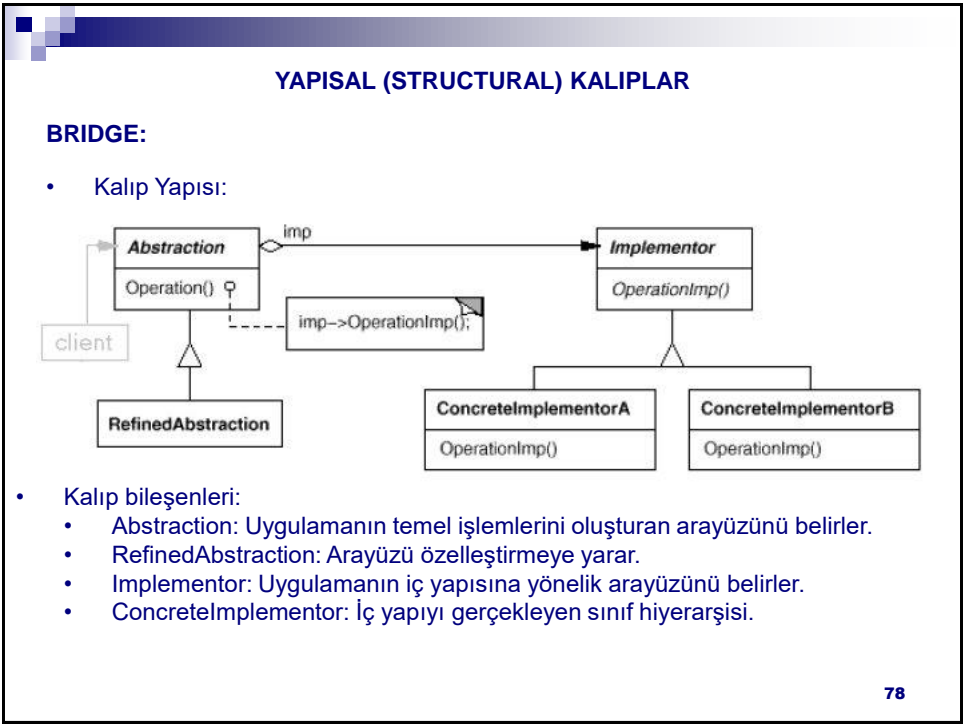 YAPISAL (STRUCTURAL) KALIPLAR
BRIDGE:
• Kalıp Yapısı:
imp
Abstraction
Implementor
Operation()
OperationImp()
imp->OperationImp();
client
RefinedAbstraction
ConcreteImplementorA
ConcreteImplementorB
OperationImp()
OperationImp()
• Kalıp bileşenleri:
• Abstraction: Uygulamanın temel işlemlerini oluşturan arayüzünü belirler.
• RefinedAbstraction: Arayüzü özelleştirmeye yarar.
• Implementor: Uygulamanın iç yapısına yönelik arayüzünü belirler.
• ConcreteImplementor: İç yapıyı gerçekleyen sınıf hiyerarşisi.
78